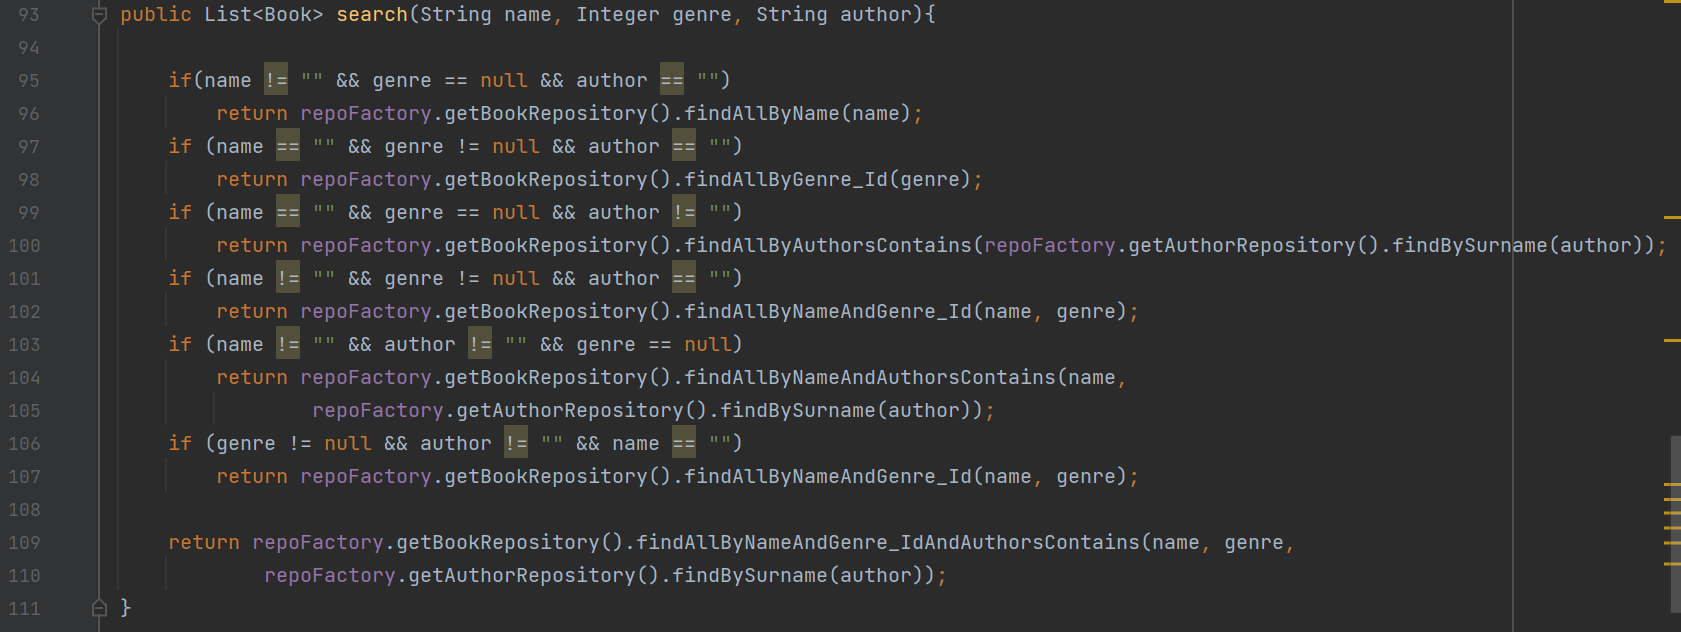 93 public List<Book> search(String name, Integer genre, String author){
94
95 if(name != "" && genre == null && author == "")
96 return repoFactory.getBookRepository().findAllByName(name);
97 if (name == "" && genre != null && author == "")
98 return repoFactory.getBookRepository().findAllByGenre_Id(genre);
99 if (name == "" && genre == null && author != "")
100 return repoFactory.getBookRepository().findAllByAuthorsContains(repoFactory.getAuthorRepository().findBySurname(author));
101 if (name != "" && genre != null && author == "")
102 return repoFactory.getBookRepository().findAllByNameAndGenre_Id(name, genre);
103 if (name != "" && author != "" && genre == null)
104 return repoFactory.getBookRepository().findAllByNameAndAuthorsContains(name,
105 repoFactory.getAuthorRepository().findBySurname(author));
106 if (genre != null && author != "" && name == "")
107 return repoFactory.getBookRepository().findAllByNameAndGenre_Id(name, genre);
108
109 return repoFactory.getBookRepository().findAllByNameAndGenre_IdAndAuthorsContains(name, genre,
110 repoFactory.getAuthorRepository().findBySurname(author));
111 }